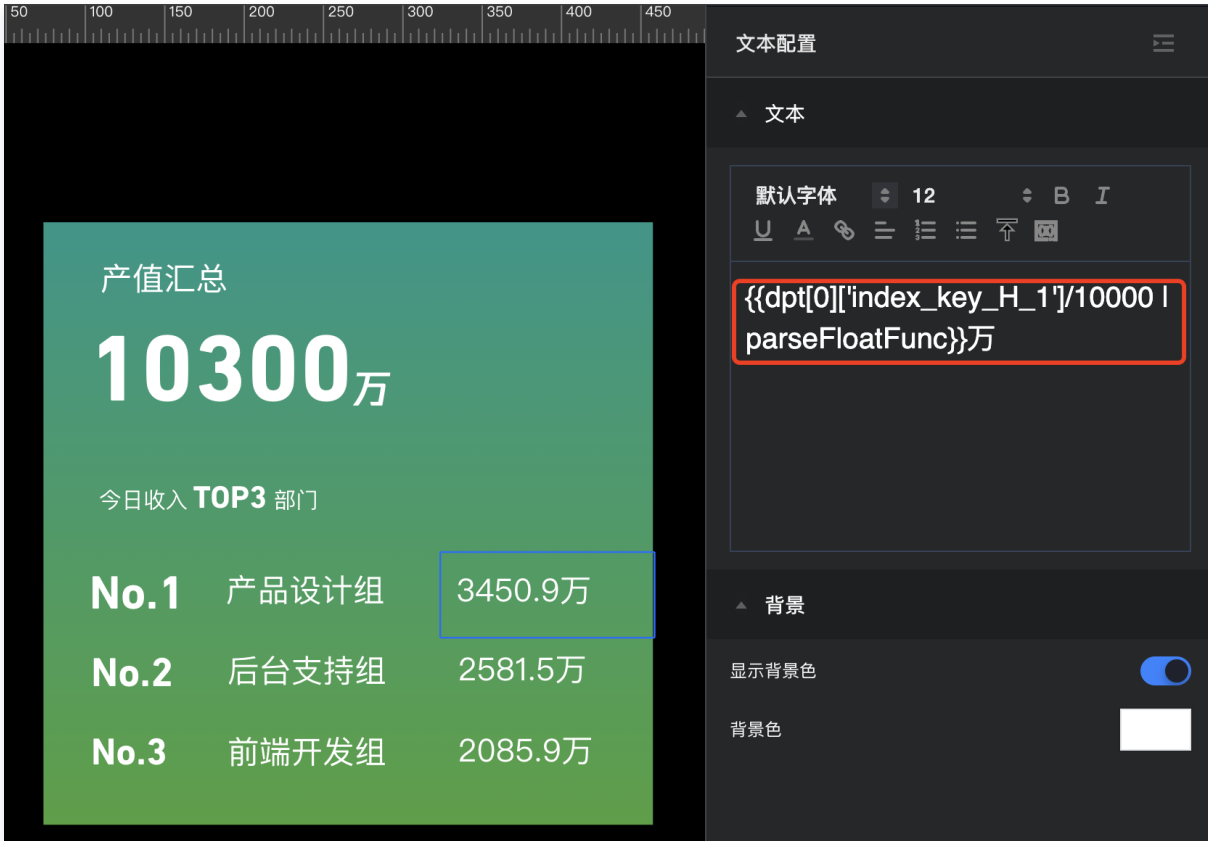 50 100 150 200 250 300 350 400 450
文本配置
文本
默认字体 12 B I
U A
{{dpt[0]['index_key_H_1']/10000 |
parseFloatFunc}}万
产值汇总
10300万
今日收入 TOP3 部门
No.1 产品设计组 3450.9万
No.2 后台支持组 2581.5万
No.3 前端开发组 2085.9万
背景
显示背景色
背景色